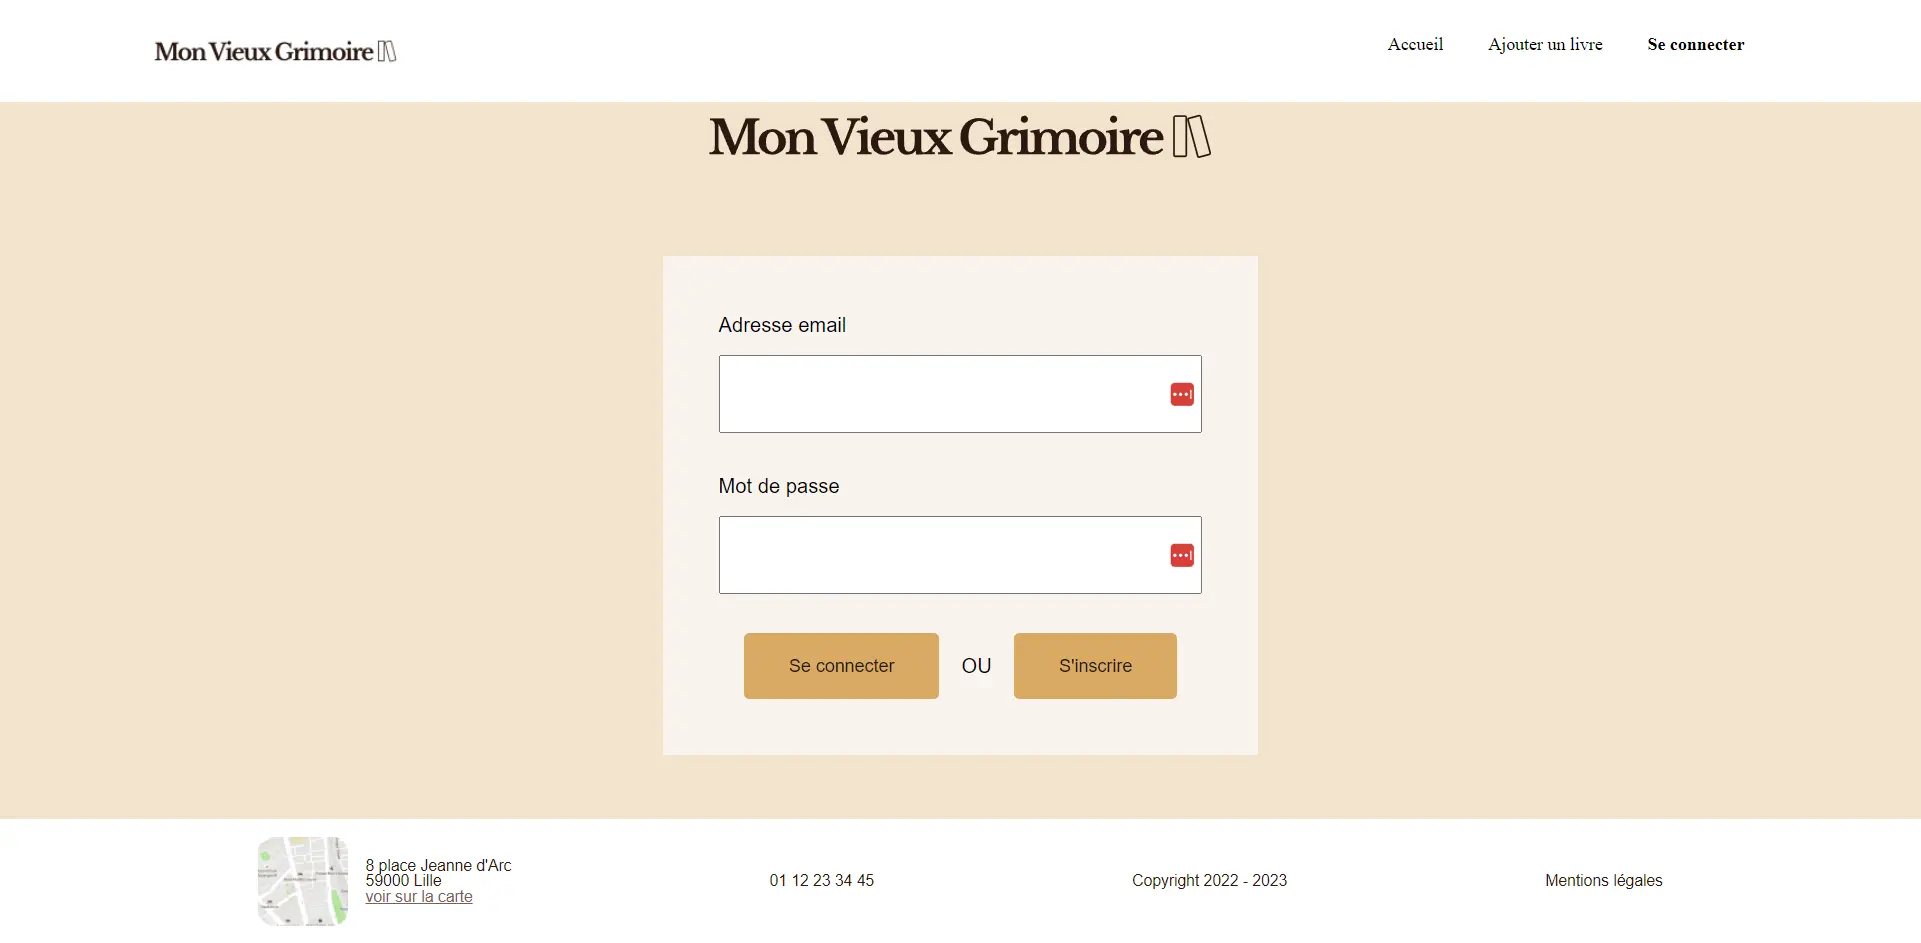 Mon Vieux Grimoire
Accueil
Ajouter un livre
Se connecter
Mon Vieux Grimoire
Adresse email
Mot de passe
Se connecter
OU
S'inscrire
8 place Jeanne d'Arc
59000 Lille
voir sur la carte
01 12 23 34 45
Copyright 2022 - 2023
Mentions légales